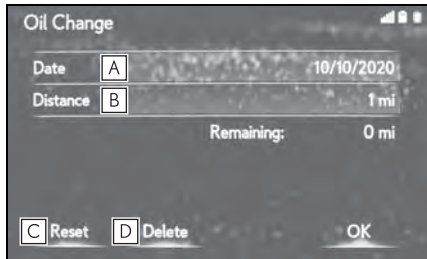 Oil Change
Date A 10/10/2020
Distance B 1 mi
Remaining: 0 mi
C Reset D Delete OK